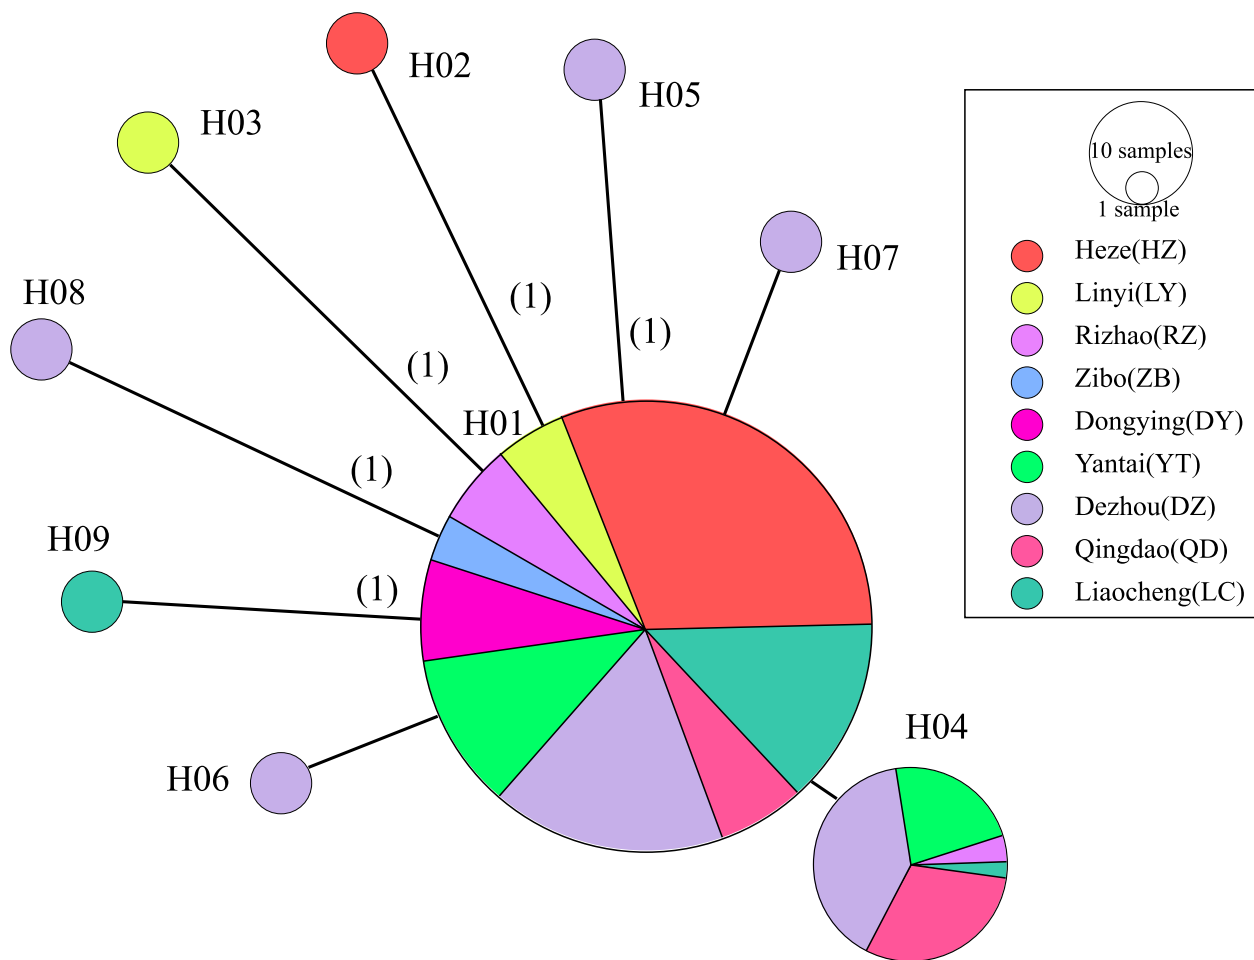 H02
H05
H03
H07
H08
(1)
(1)
(1)
H01
(1)
H09
(1)
H06
H04
10 samples
1 sample
Heze(HZ)
Linyi(LY)
Rizhao(RZ)
Zibo(ZB)
Dongying(DY)
Yantai(YT)
Dezhou(DZ)
Qingdao(QD)
Liaocheng(LC)